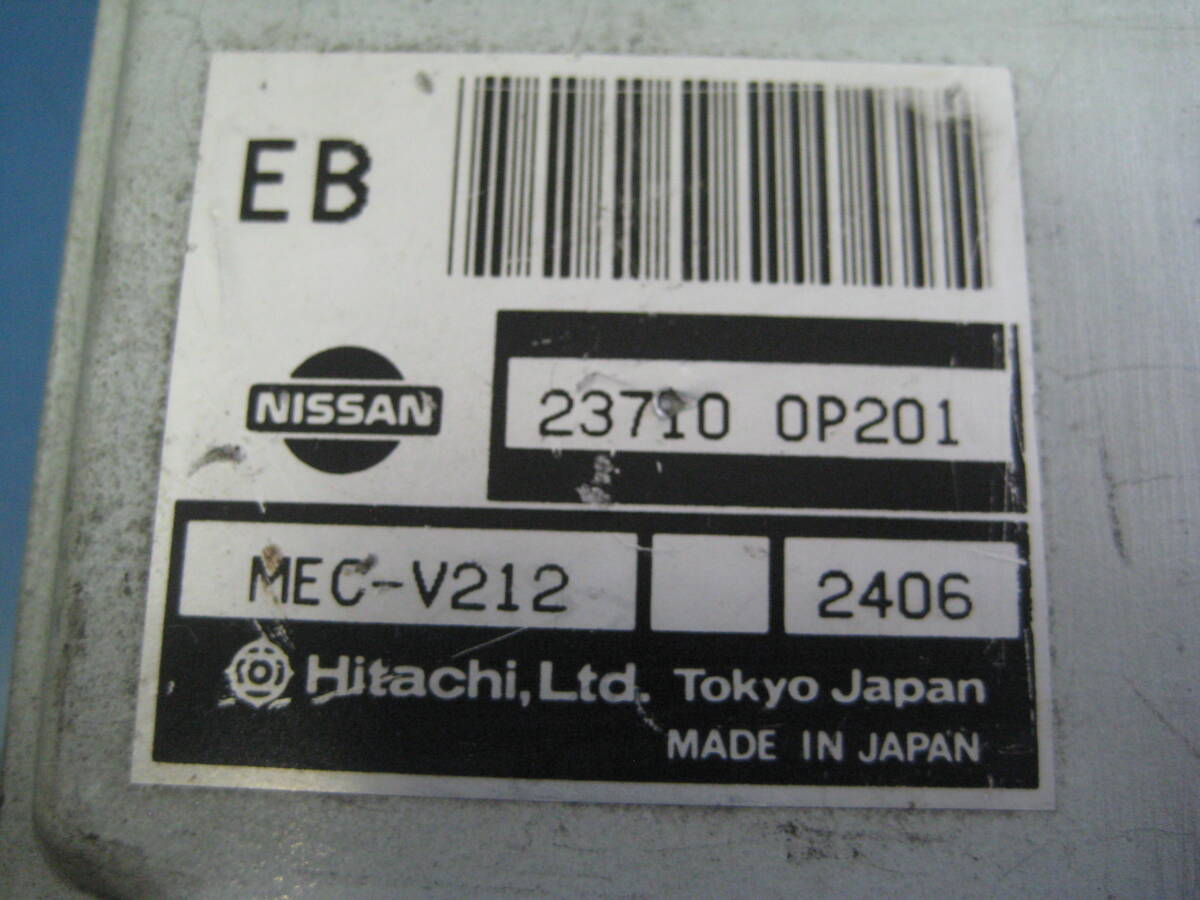 EB
NISSAN
23710 0P201
MEC-V212 2406
Hitachi, Ltd. Tokyo Japan
MADE IN JAPAN